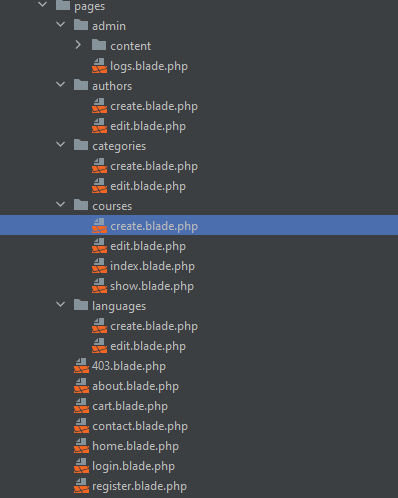 pages
admin
content
logs.blade.php
authors
create.blade.php
edit.blade.php
categories
create.blade.php
edit.blade.php
courses
create.blade.php
edit.blade.php
index.blade.php
show.blade.php
languages
create.blade.php
edit.blade.php
403.blade.php
about.blade.php
cart.blade.php
contact.blade.php
home.blade.php
login.blade.php
register.blade.php